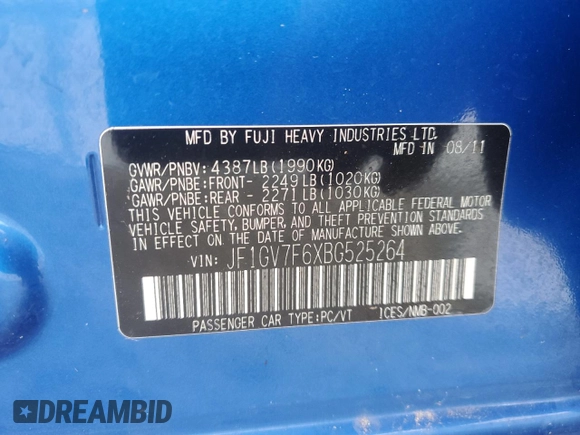 MFD BY FUJI HEAVY INDUSTRIES LTD.
MFD IN 08/11
GVWR/PNBV: 4387LB(1990KG)
GAWR/PNBE:FRONT- 2249LB(1020KG)
GAWR/PNBE:REAR - 2271LB(1030KG)
THIS VEHICLE CONFORMS TO ALL APPLICABLE FEDERAL MOTOR
VEHICLE SAFETY, BUMPER, AND THEFT PREVENTION STANDARDS
IN EFFECT ON THE DATE OF MANUFACTURE SHOWN ABOVE.
VIN: JF1GV7F6XBG525264
PASSENGER CAR TYPE:PC/VT ICES/NMB-002
DREAMBID